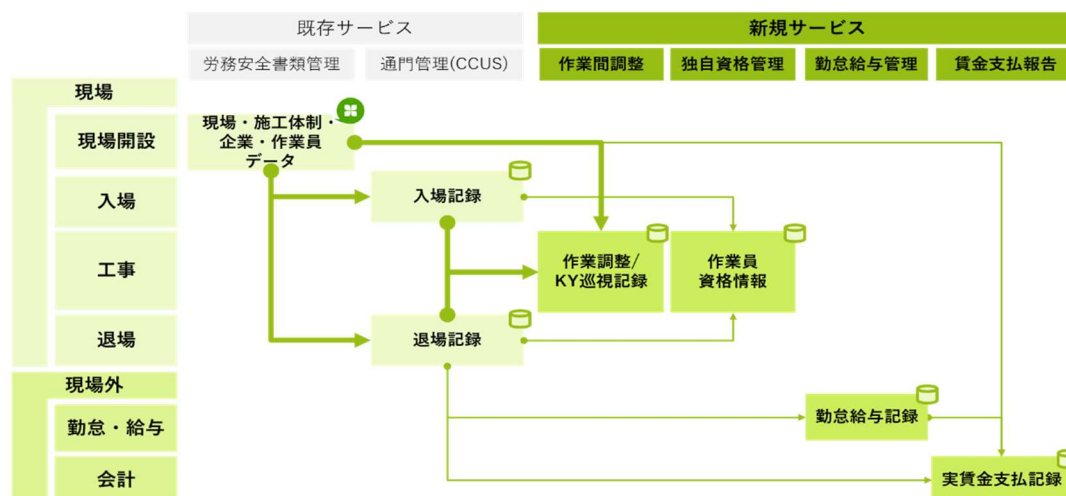 既存サービス
新規サービス
労務安全書類管理
通門管理(CCUS)
作業間調整
独自資格管理
勤怠給与管理
賃金支払報告
現場
現場開設
現場・施工体制・
企業・作業員
データ
入場
入場記録
工事
作業調整/
KY巡視記録
作業員
資格情報
退場
退場記録
現場外
勤怠・給与
勤怠給与記録
会計
実賃金支払記録